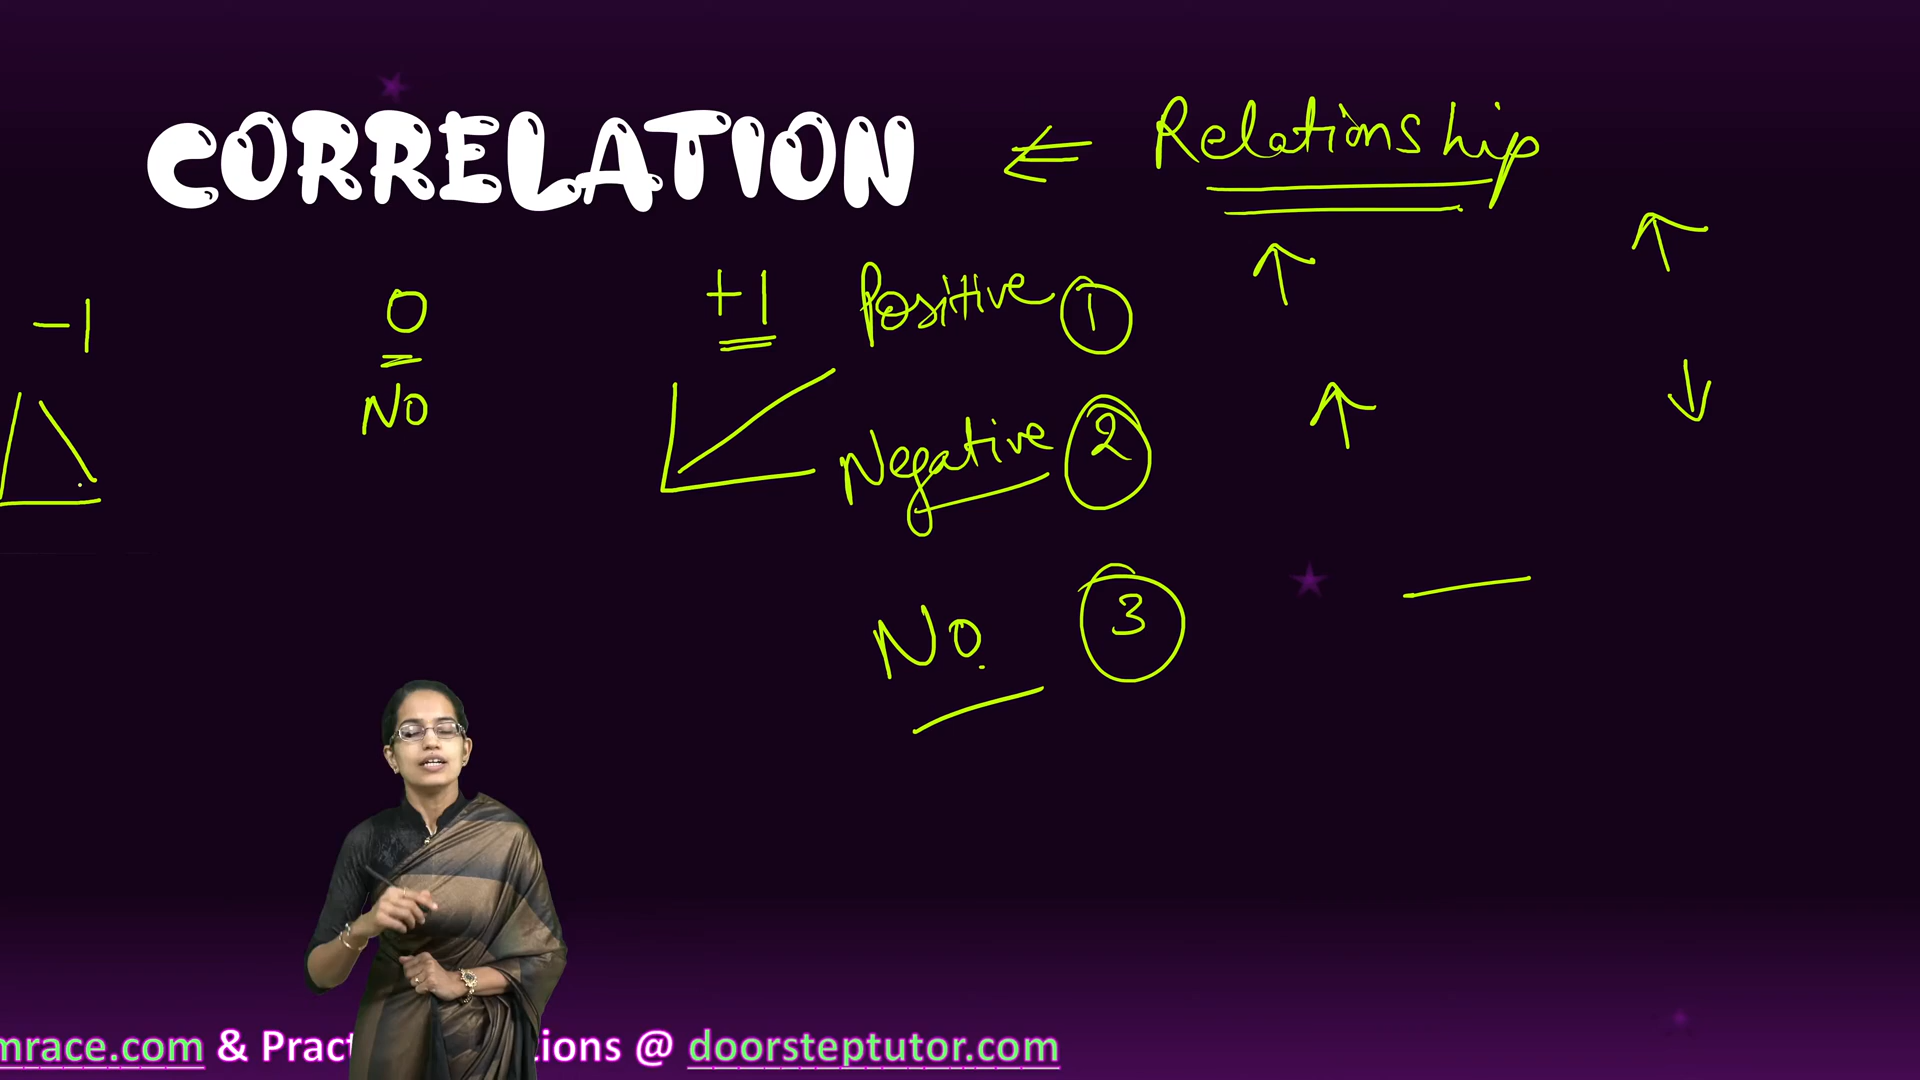 CORRELATION ⇐ Relationship
↑ ↑
-1 0 +1 Positive ①
NO
↑ ↓
Negative ②
No. ③ —
mrace.com & Pract ions @ doorsteptutor.com